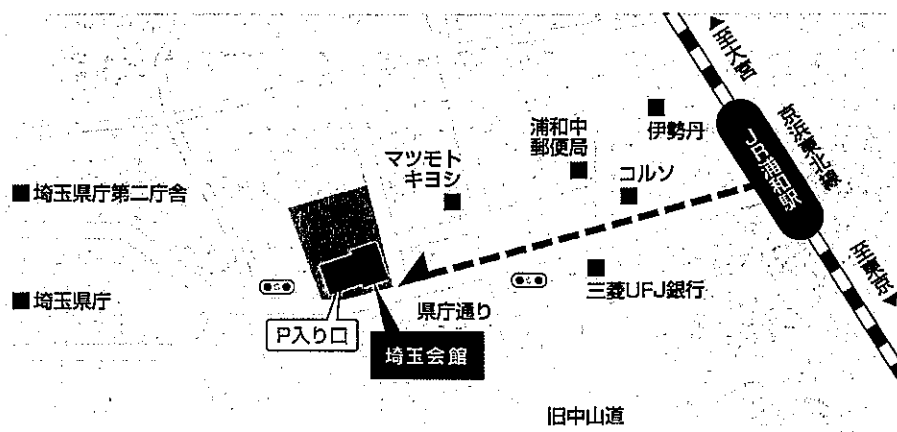 至大宮
京浜東北線
JR浦和駅
至東京
伊勢丹
浦和中
郵便局
コルソ
マツモト
キヨシ
埼玉県庁第二庁舎
埼玉県庁
三菱UFJ銀行
県庁通り
P入り口
埼玉会館
旧中山道